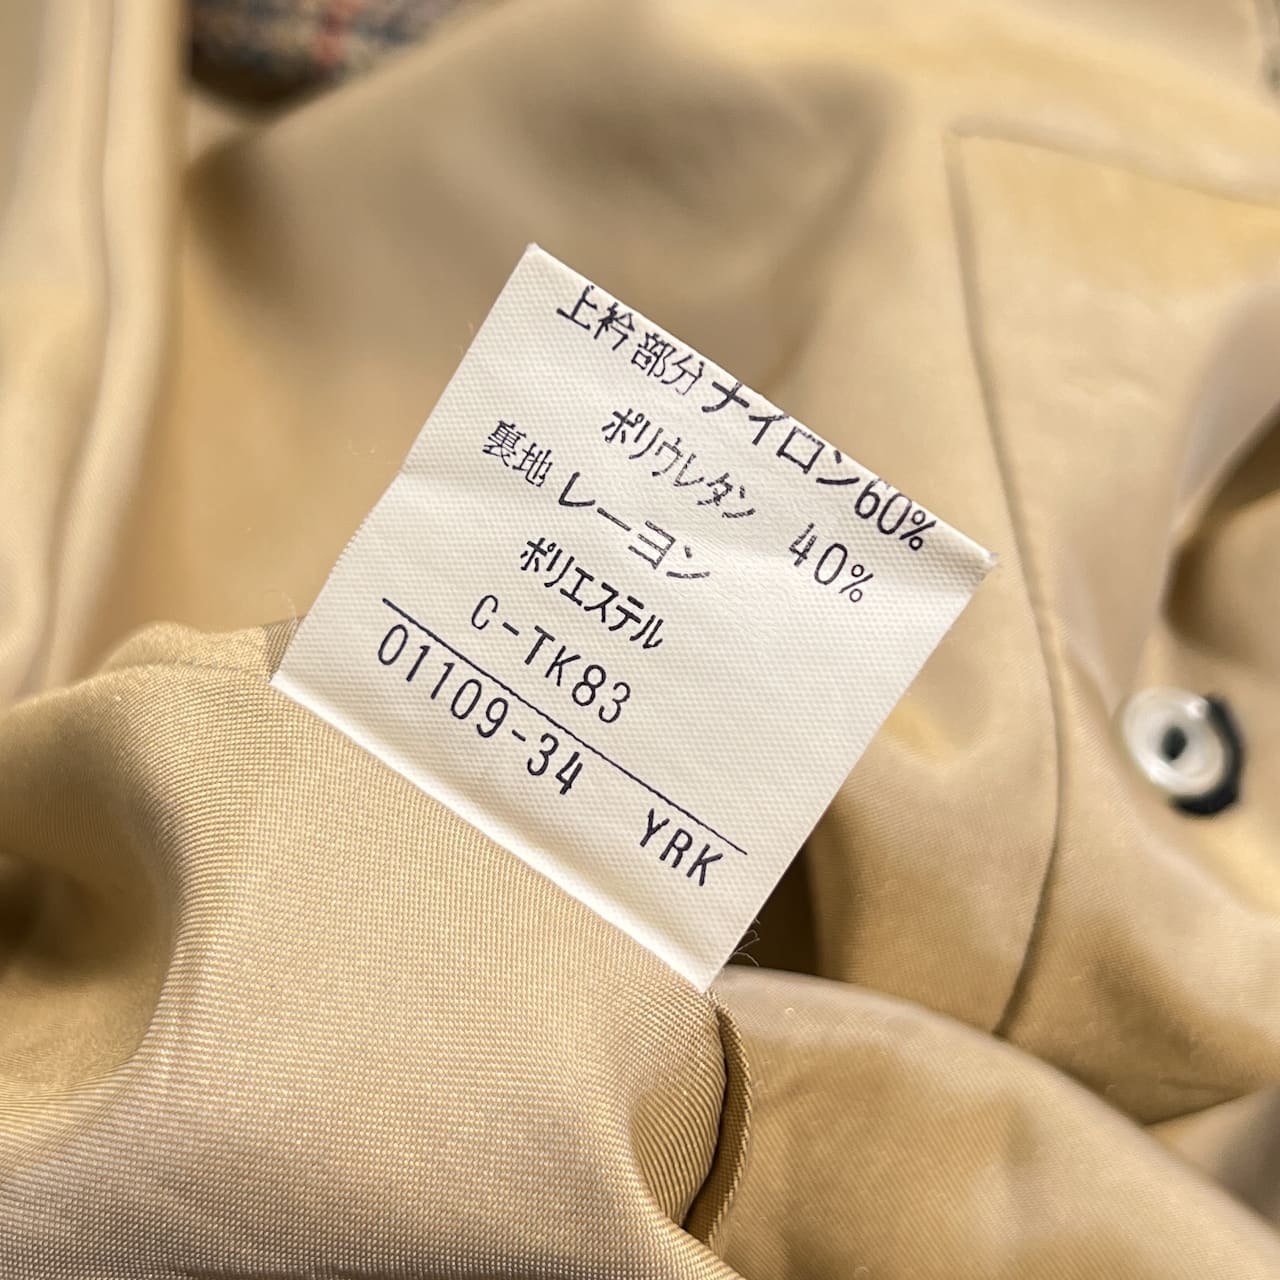 上衿部分 ナイロン60%
ポリウレタン 40%
裏地 レーヨン
ポリエステル
C-TK83
01109-34 YRK